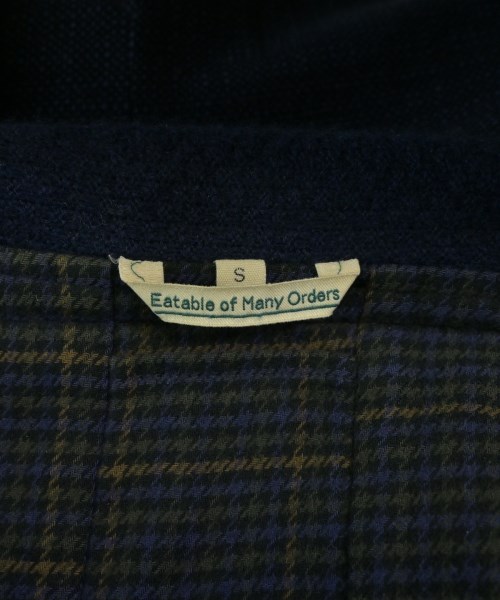 S
Eatable of Many Orders